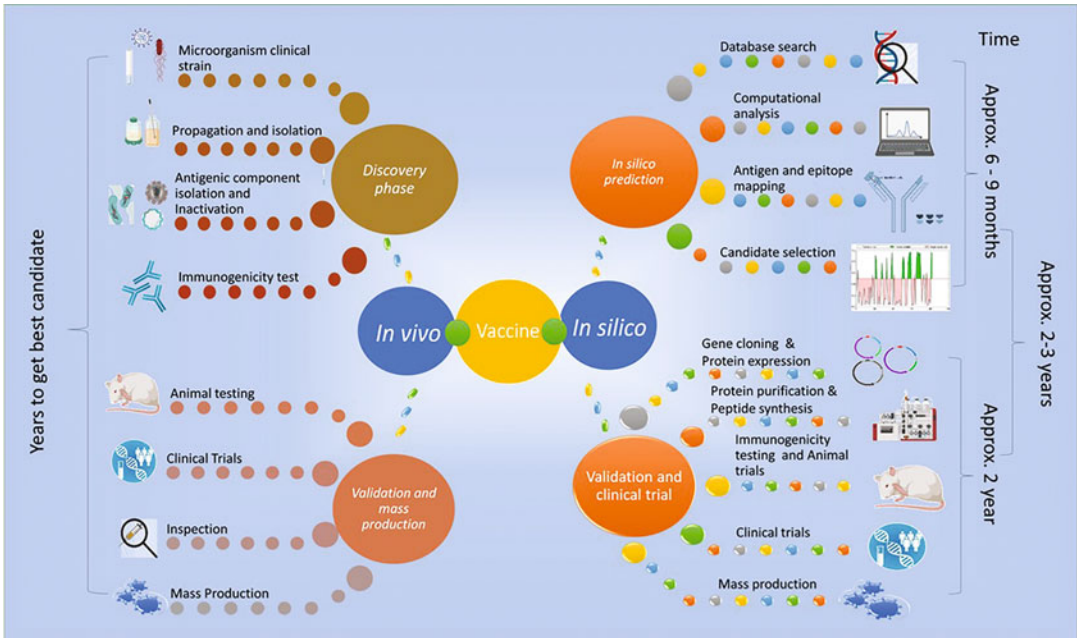 Years to get best candidate
Microorganism clinical
strain
Propagation and isolation
Antigenic component
isolation and
Inactivation
Immunogenicity test
Discovery
phase
In vivo
Vaccine
In silico
Animal testing
Clinical Trials
Inspection
Mass Production
Validation and
mass
production
In silico
prediction
Database search
Computational
analysis
Antigen and epitope
mapping
Candidate selection
Validation and
clinical trial
Gene cloning &
Protein expression
Protein purification &
Peptide synthesis
Immunogenicity
testing and Animal
trials
Clinical trials
Mass production
Time
Approx. 6 - 9 months
Approx. 2-3 years
Approx. 2 year